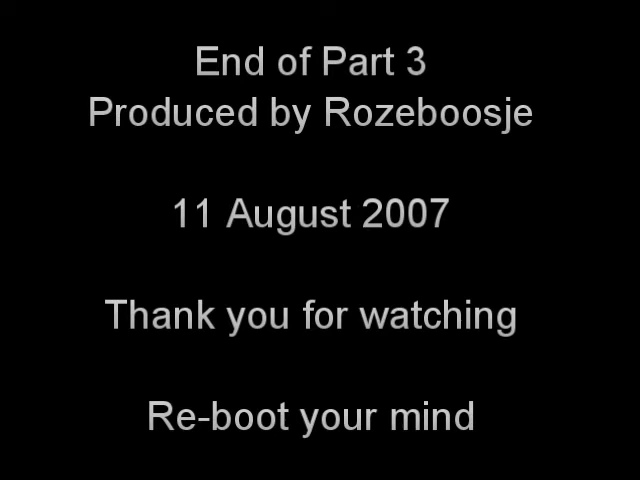 End of Part 3
Produced by Rozeboosje
11 August 2007
Thank you for watching
Re-boot your mind